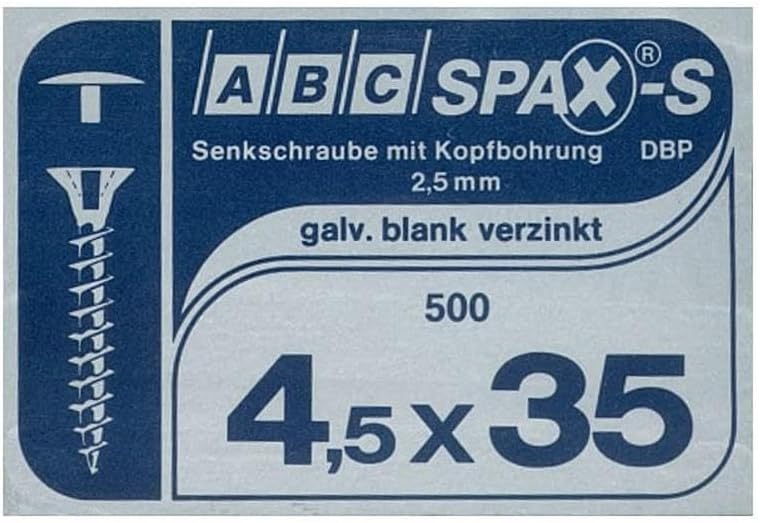 ABC SPAX®-S
Senkschraube mit Kopfbohrung DBP
2,5 mm
galv. blank verzinkt
500
4,5 x 35